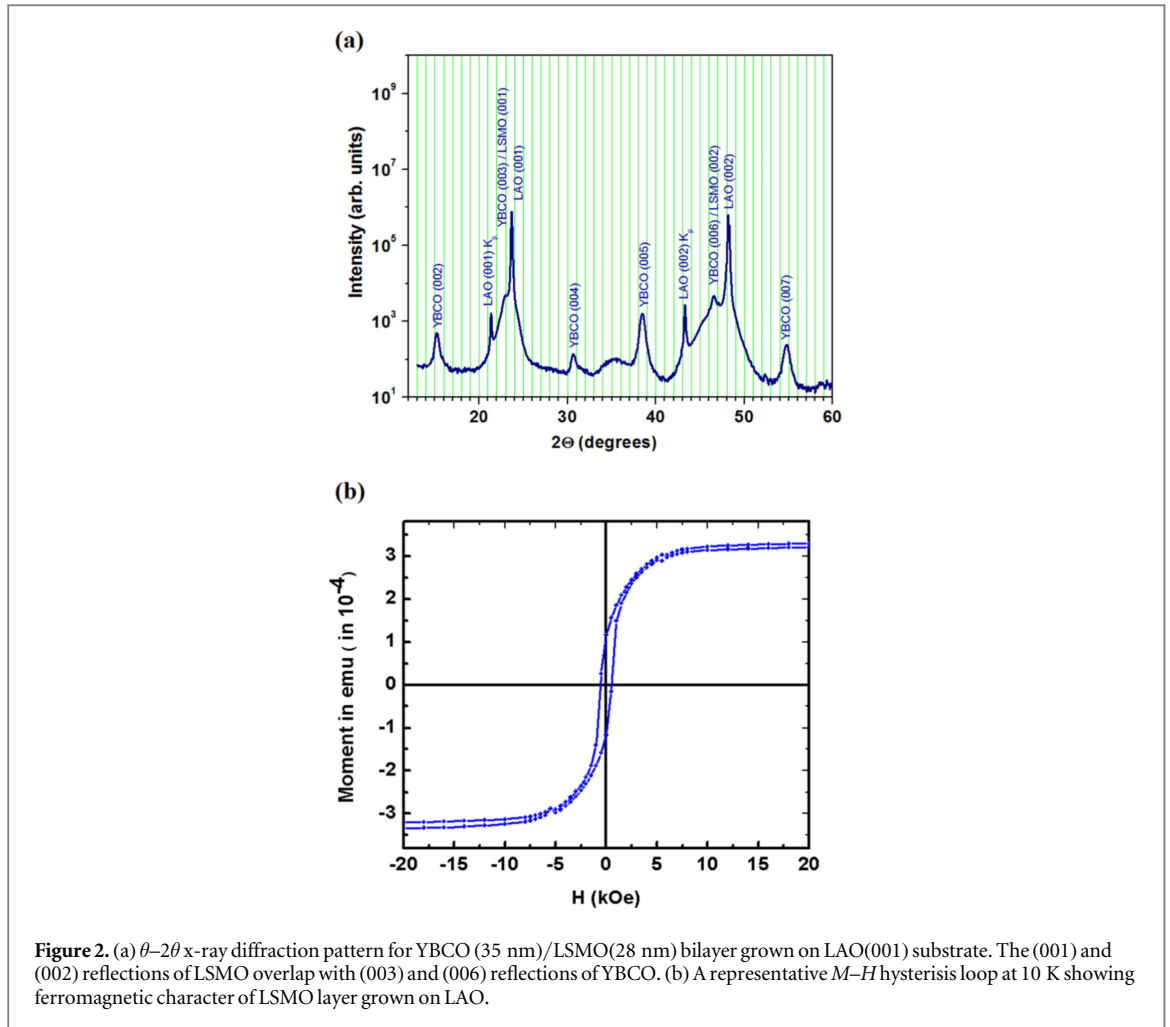 (a)
10⁹
10⁷
10⁵
10³
10¹
Intensity (arb. units)
YBCO (002)
LAO (001) Kβ
YBCO (003) / LSMO (001)
LAO (001)
YBCO (004)
YBCO (005)
LAO (002) Kβ
YBCO (006) / LSMO (002)
LAO (002)
YBCO (007)
20 30 40 50 60
2Θ (degrees)
(b)
3
2
1
0
-1
-2
-3
Moment in emu ( in 10⁻⁴)
-20 -15 -10 -5 0 5 10 15 20
H (kOe)
Figure 2. (a) θ–2θ x-ray diffraction pattern for YBCO (35 nm)/LSMO(28 nm) bilayer grown on LAO(001) substrate. The (001) and
(002) reflections of LSMO overlap with (003) and (006) reflections of YBCO. (b) A representative M–H hysterisis loop at 10 K showing
ferromagnetic character of LSMO layer grown on LAO.